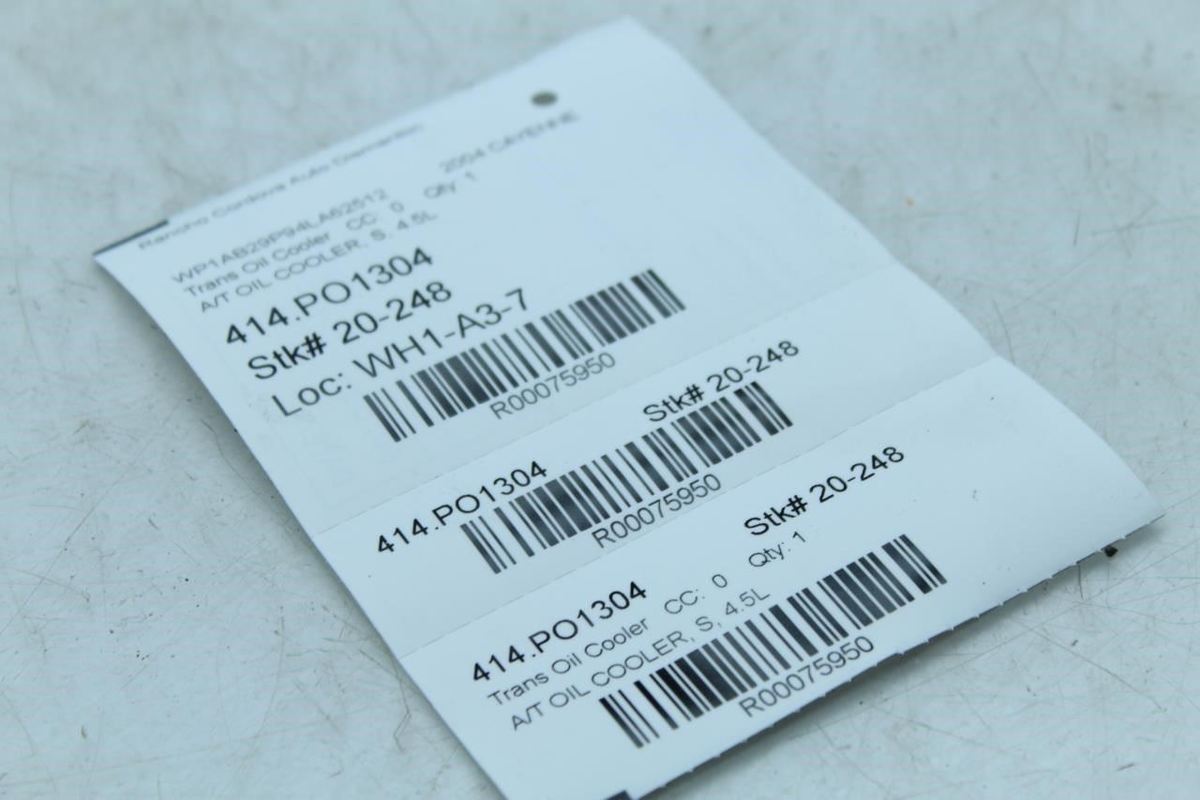 Rancho Cordova Auto Dismantlin
2004 CAYENNE
WP1AB29P94LA62512
Trans Oil Cooler CC: 0 Qty: 1
A/T OIL COOLER, S, 4.5L
414.PO1304
Stk# 20-248
Loc: WH1-A3-7
R00075950
414.PO1304 Stk# 20-248
R00075950
414.PO1304 Stk# 20-248
Trans Oil Cooler CC: 0 Qty: 1
A/T OIL COOLER, S, 4.5L
R00075950